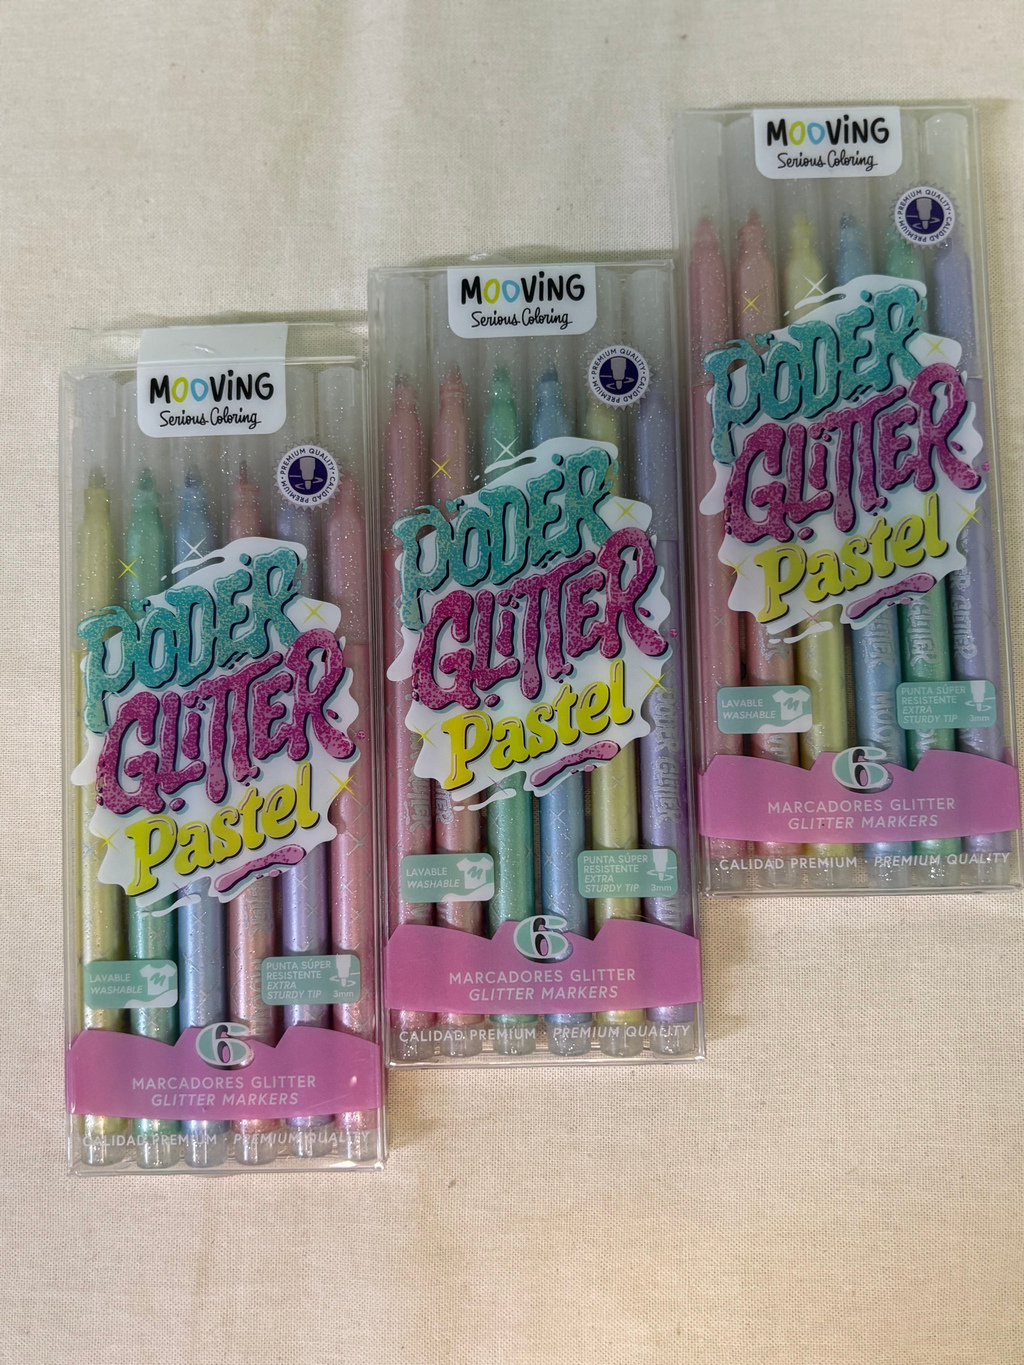 MOOVING
Serious Coloring
PREMIUM QUALITY · CALIDAD PREMIUM ·
PODER
GLITTER
Pastel
LAVABLE
WASHABLE
PUNTA SÚPER
RESISTENTE
EXTRA
STURDY TIP
3mm
6
MARCADORES GLITTER
GLITTER MARKERS
CALIDAD PREMIUM · PREMIUM QUALITY
MOOVING
Serious Coloring
PREMIUM QUALITY · CALIDAD PREMIUM ·
PODER
GLITTER
Pastel
LAVABLE
WASHABLE
PUNTA SÚPER
RESISTENTE
EXTRA
STURDY TIP
3mm
6
MARCADORES GLITTER
GLITTER MARKERS
CALIDAD PREMIUM · PREMIUM QUALITY
MOOVING
Serious Coloring
PREMIUM QUALITY · CALIDAD PREMIUM ·
PODER
GLITTER
Pastel
LAVABLE
WASHABLE
PUNTA SÚPER
RESISTENTE
EXTRA
STURDY TIP
3mm
6
MARCADORES GLITTER
GLITTER MARKERS
CALIDAD PREMIUM · PREMIUM QUALITY